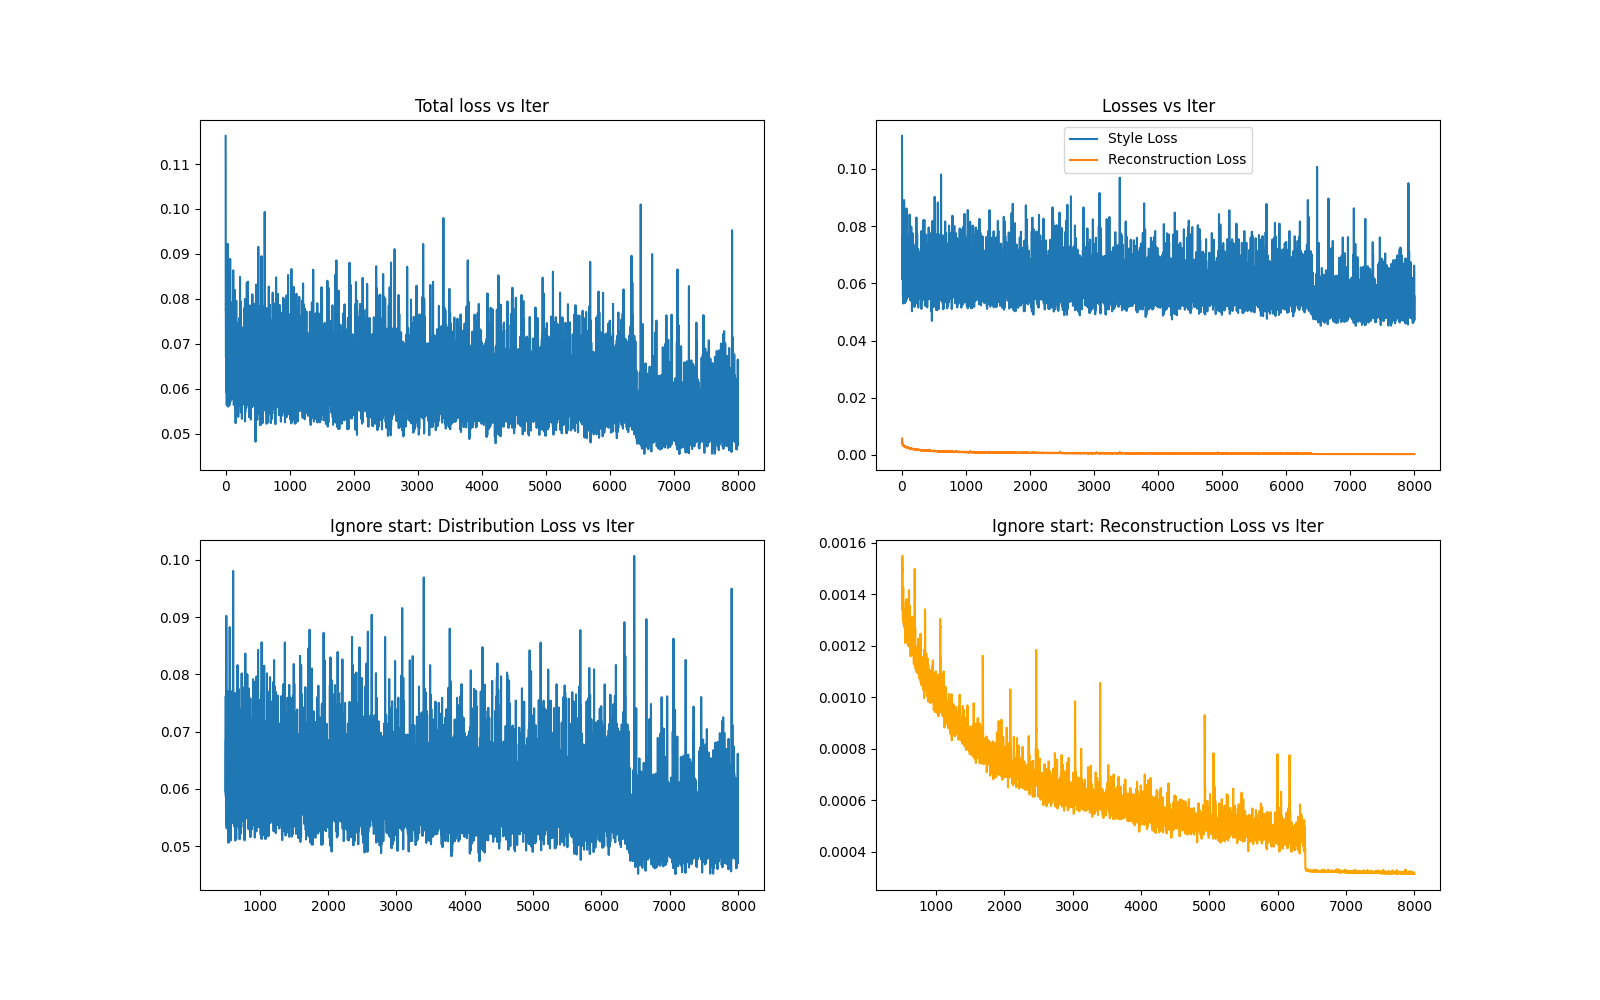 Total loss vs Iter
0.11
0.10
0.09
0.08
0.07
0.06
0.05
0 1000 2000 3000 4000 5000 6000 7000 8000
Losses vs Iter
Style Loss
Reconstruction Loss
0.10
0.08
0.06
0.04
0.02
0.00
0 1000 2000 3000 4000 5000 6000 7000 8000
Ignore start: Distribution Loss vs Iter
0.10
0.09
0.08
0.07
0.06
0.05
1000 2000 3000 4000 5000 6000 7000 8000
Ignore start: Reconstruction Loss vs Iter
0.0016
0.0014
0.0012
0.0010
0.0008
0.0006
0.0004
1000 2000 3000 4000 5000 6000 7000 8000